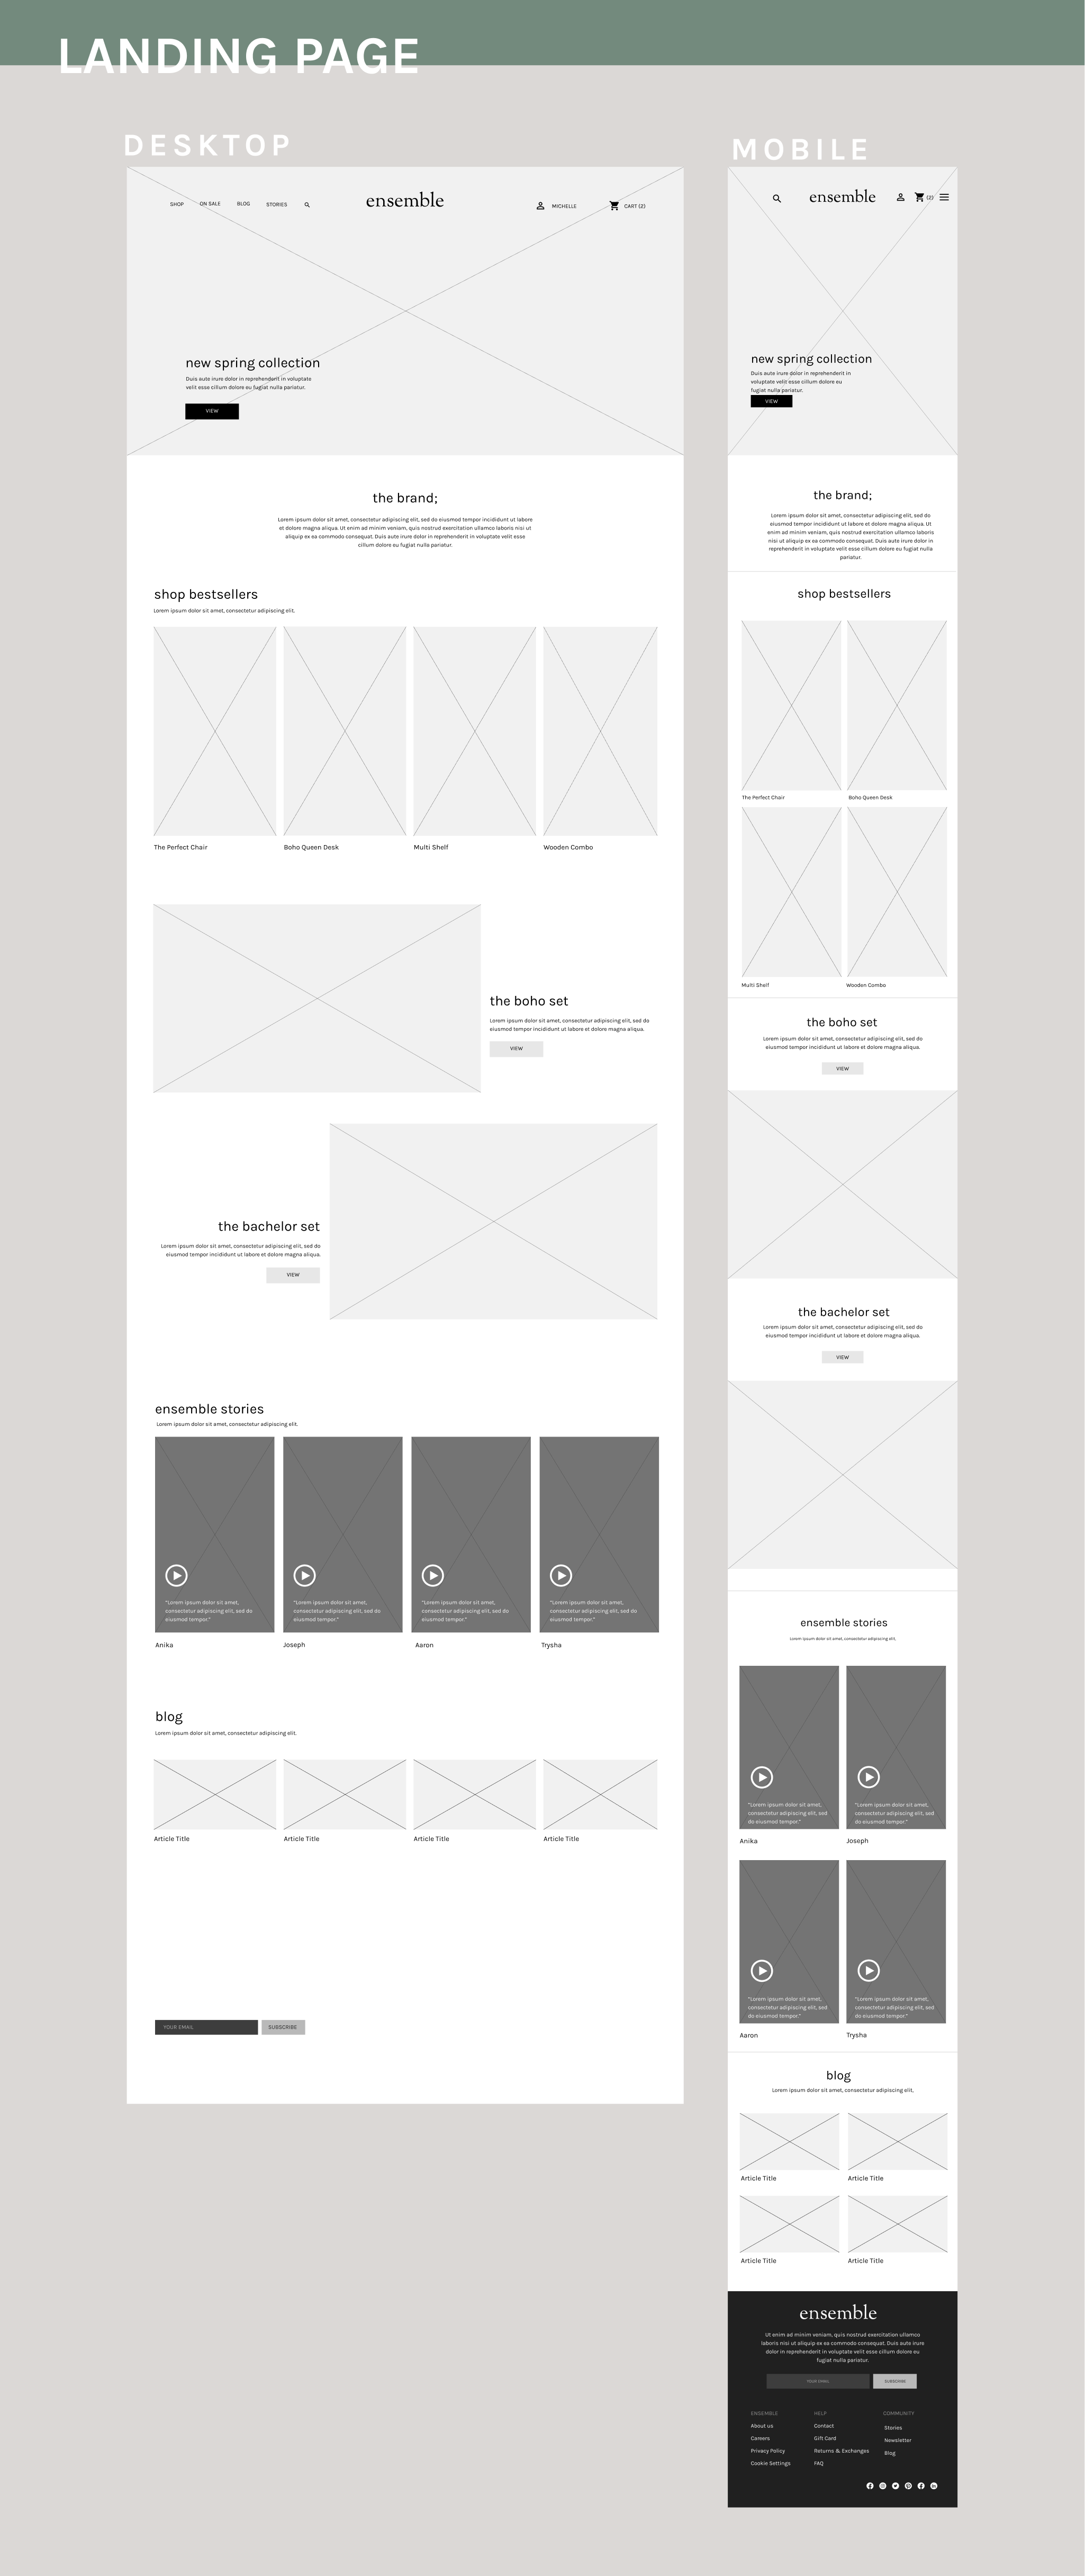 LANDING PAGE
DESKTOP
SHOP
ON SALE
BLOG
STORIES
ensemble
MICHELLE
CART (2)
new spring collection
Duis aute irure dolor in reprehenderit in voluptate
velit esse cillum dolore eu fugiat nulla pariatur.
VIEW
the brand;
Lorem ipsum dolor sit amet, consectetur adipiscing elit, sed do eiusmod tempor incididunt ut labore
et dolore magna aliqua. Ut enim ad minim veniam, quis nostrud exercitation ullamco laboris nisi ut
aliquip ex ea commodo consequat. Duis aute irure dolor in reprehenderit in voluptate velit esse
cillum dolore eu fugiat nulla pariatur.
shop bestsellers
Lorem ipsum dolor sit amet, consectetur adipiscing elit.
The Perfect Chair
Boho Queen Desk
Multi Shelf
Wooden Combo
the boho set
Lorem ipsum dolor sit amet, consectetur adipiscing elit, sed do
eiusmod tempor incididunt ut labore et dolore magna aliqua.
VIEW
the bachelor set
Lorem ipsum dolor sit amet, consectetur adipiscing elit, sed do
eiusmod tempor incididunt ut labore et dolore magna aliqua.
VIEW
ensemble stories
Lorem ipsum dolor sit amet, consectetur adipiscing elit.
"Lorem ipsum dolor sit amet,
consectetur adipiscing elit, sed do
eiusmod tempor."
Anika
"Lorem ipsum dolor sit amet,
consectetur adipiscing elit, sed do
eiusmod tempor."
Joseph
"Lorem ipsum dolor sit amet,
consectetur adipiscing elit, sed do
eiusmod tempor."
Aaron
"Lorem ipsum dolor sit amet,
consectetur adipiscing elit, sed do
eiusmod tempor."
Trysha
blog
Lorem ipsum dolor sit amet, consectetur adipiscing elit.
Article Title
Article Title
Article Title
Article Title
YOUR EMAIL
SUBSCRIBE
MOBILE
ensemble
(2)
new spring collection
Duis aute irure dolor in reprehenderit in
voluptate velit esse cillum dolore eu
fugiat nulla pariatur.
VIEW
the brand;
Lorem ipsum dolor sit amet, consectetur adipiscing elit, sed do
eiusmod tempor incididunt ut labore et dolore magna aliqua. Ut
enim ad minim veniam, quis nostrud exercitation ullamco laboris
nisi ut aliquip ex ea commodo consequat. Duis aute irure dolor in
reprehenderit in voluptate velit esse cillum dolore eu fugiat nulla
pariatur.
shop bestsellers
The Perfect Chair
Boho Queen Desk
Multi Shelf
Wooden Combo
the boho set
Lorem ipsum dolor sit amet, consectetur adipiscing elit, sed do
eiusmod tempor incididunt ut labore et dolore magna aliqua.
VIEW
the bachelor set
Lorem ipsum dolor sit amet, consectetur adipiscing elit, sed do
eiusmod tempor incididunt ut labore et dolore magna aliqua.
VIEW
ensemble stories
Lorem ipsum dolor sit amet, consectetur adipiscing elit,
"Lorem ipsum dolor sit amet,
consectetur adipiscing elit, sed
do eiusmod tempor."
Anika
"Lorem ipsum dolor sit amet,
consectetur adipiscing elit, sed
do eiusmod tempor."
Joseph
"Lorem ipsum dolor sit amet,
consectetur adipiscing elit, sed
do eiusmod tempor."
Aaron
"Lorem ipsum dolor sit amet,
consectetur adipiscing elit, sed
do eiusmod tempor."
Trysha
blog
Lorem ipsum dolor sit amet, consectetur adipiscing elit,
Article Title
Article Title
Article Title
Article Title
ensemble
Ut enim ad minim veniam, quis nostrud exercitation ullamco
laboris nisi ut aliquip ex ea commodo consequat. Duis aute irure
dolor in reprehenderit in voluptate velit esse cillum dolore eu
fugiat nulla pariatur.
YOUR EMAIL
SUBSCRIBE
ENSEMBLE
About us
Careers
Privacy Policy
Cookie Settings
HELP
Contact
Gift Card
Returns & Exchanges
FAQ
COMMUNITY
Stories
Newsletter
Blog